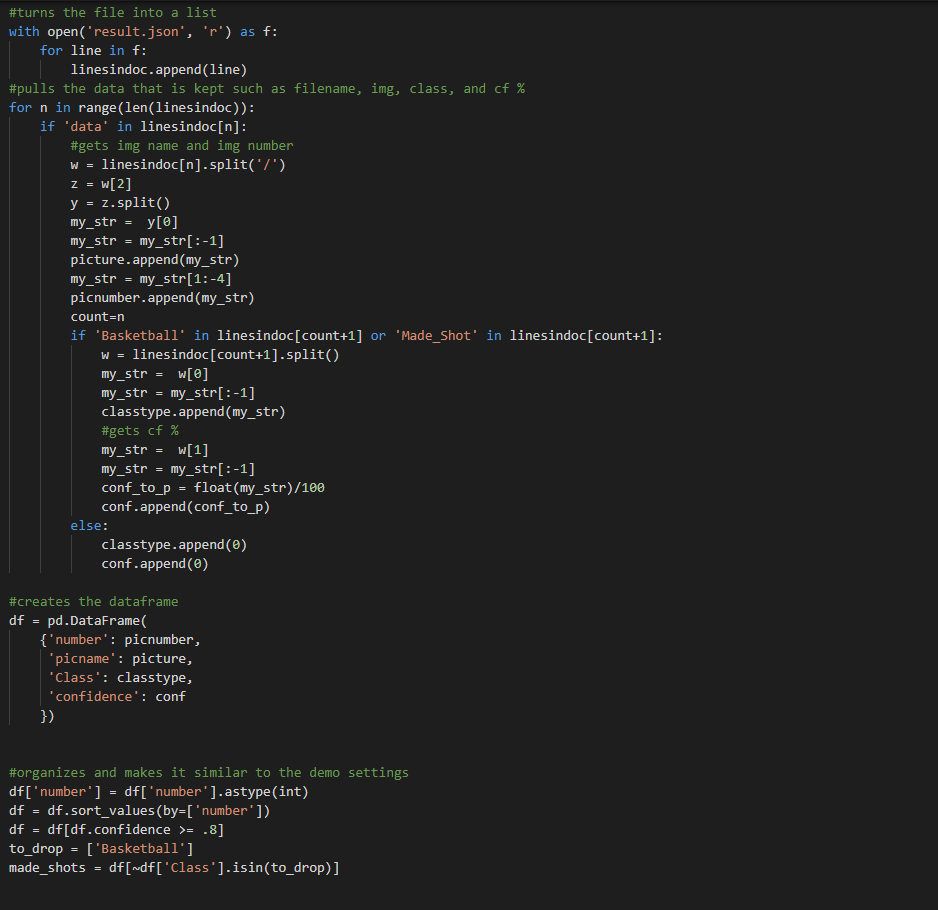 #turns the file into a list
with open('result.json', 'r') as f:
    for line in f:
        linesindoc.append(line)
#pulls the data that is kept such as filename, img, class, and cf %
for n in range(len(linesindoc)):
    if 'data' in linesindoc[n]:
        #gets img name and img number
        w = linesindoc[n].split('/')
        z = w[2]
        y = z.split()
        my_str =  y[0]
        my_str = my_str[:-1]
        picture.append(my_str)
        my_str = my_str[1:-4]
        picnumber.append(my_str)
        count=n
        if 'Basketball' in linesindoc[count+1] or 'Made_Shot' in linesindoc[count+1]:
            w = linesindoc[count+1].split()
            my_str =  w[0]
            my_str = my_str[:-1]
            classtype.append(my_str)
            #gets cf %
            my_str =  w[1]
            my_str = my_str[:-1]
            conf_to_p = float(my_str)/100
            conf.append(conf_to_p)
        else:
            classtype.append(0)
            conf.append(0)

#creates the dataframe
df = pd.DataFrame(
    {'number': picnumber,
     'picname': picture,
     'Class': classtype,
     'confidence': conf
    })


#organizes and makes it similar to the demo settings
df['number'] = df['number'].astype(int)
df = df.sort_values(by=['number'])
df = df[df.confidence >= .8]
to_drop = ['Basketball']
made_shots = df[~df['Class'].isin(to_drop)]